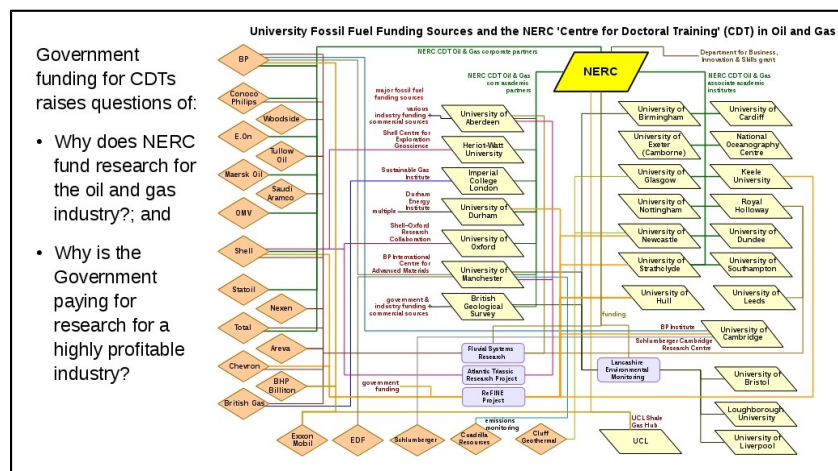 University Fossil Fuel Funding Sources and the NERC 'Centre for Doctoral Training' (CDT) in Oil and Gas
Government
funding for CDTs
raises questions of:
• Why does NERC
fund research for
the oil and gas
industry?; and
• Why is the
Government
paying for
research for a
highly profitable
industry?
BP
Conoco
Philips
Woodside
E.On
Tullow
Oil
Maersk Oil
Saudi
Aramco
OMV
Shell
Statoil
Nexen
Total
Areva
Chevron
BHP
Billiton
British Gas
Exxon
Mobil
EDF
Schlumberger
Cuadrilla
Resources
Cluff
Geothermal
NERC CDT Oil & Gas corporate partners
NERC
Department for Business,
Innovation & Skills grant
NERC CDT Oil & Gas
core academic
partners
NERC CDT Oil & Gas
associate academic
institutes
major fossil fuel
funding sources
various
industry funding +
commercial sources
University of
Aberdeen
Shell Centre for
Exploration
Geoscience
Heriot-Watt
University
Sustainable Gas
Institute
Imperial
College
London
Durham
Energy
Institute
multiple
University of
Durham
Shell-Oxford
Research
Collaboration
University of
Oxford
BP International
Centre for
Advanced Materials
University of
Manchester
government &
industry funding +
commercial sources
British
Geological
Survey
University of
Birmingham
University of
Cardiff
University of
Exeter
(Camborne)
National
Oceanography
Centre
University of
Glasgow
Keele
University
University of
Nottingham
Royal
Holloway
University of
Newcastle
University of
Dundee
University of
Strathclyde
University of
Southampton
University of
Hull
University of
Leeds
funding
BP Institute
Schlumberger Cambridge
Research Centre
University of
Cambridge
Fluvial Systems
Research
Atlantic Triassic
Research Project
government
funding
ReFINE
Project
Lancashire
Environmental
Monitoring
University of
Bristol
Loughborough
University
University of
Liverpool
emissions
monitoring
UCL Shale
Gas Hub
UCL